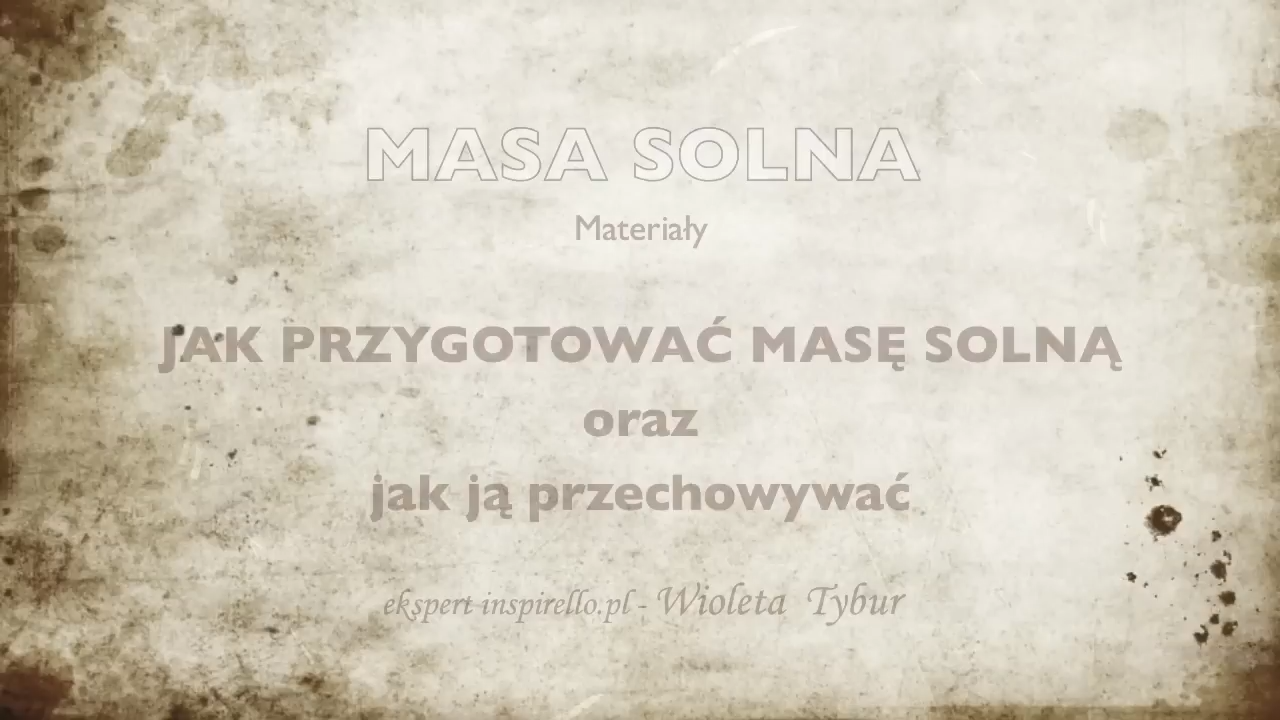 MASA SOLNA
Materiały
JAK PRZYGOTOWAĆ MASĘ SOLNĄ
oraz
jak ją przechowywać
ekspert inspirello.pl - Wioleta Tybur